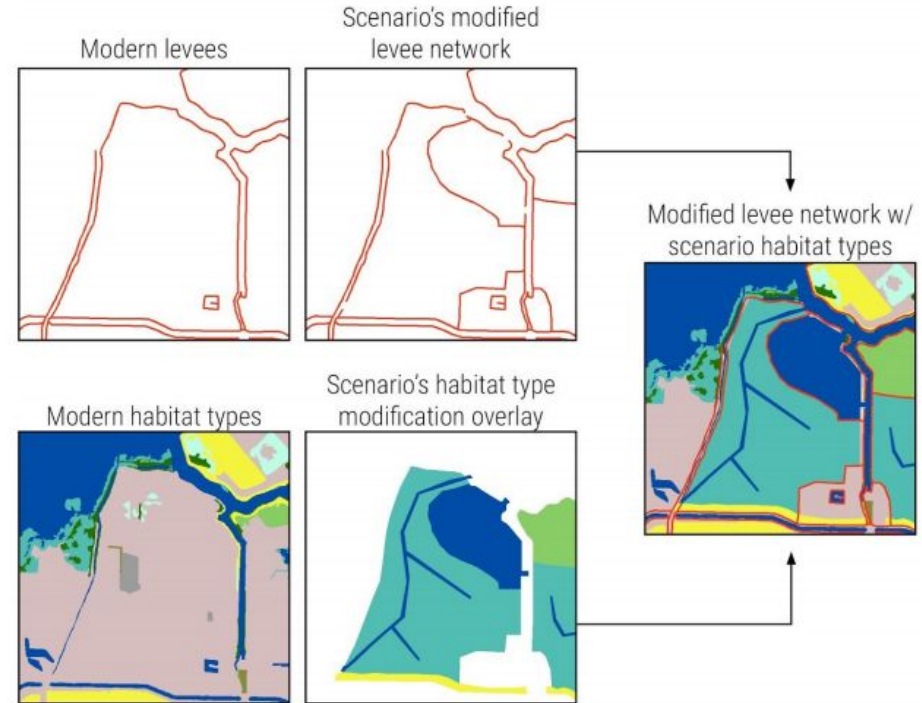 Modern levees
Scenario's modified
levee network
Modified levee network w/
scenario habitat types
Modern habitat types
Scenario's habitat type
modification overlay